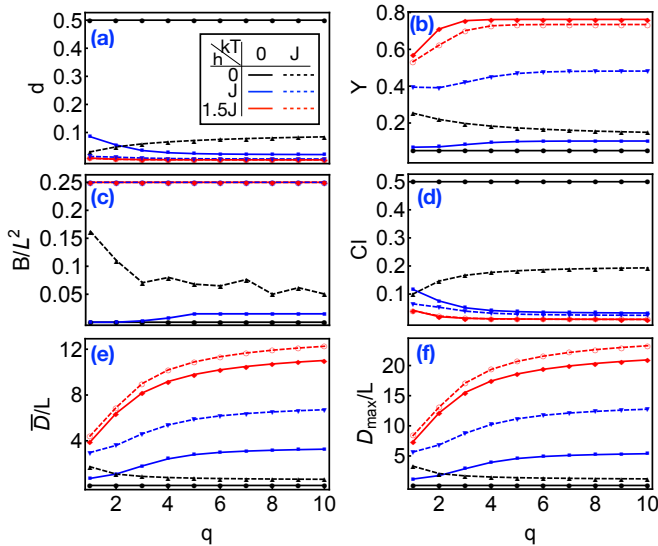 (a)
d
0.5
0.4
0.3
0.2
0.1
kT
h
0
J
0
J
1.5J
(b)
Y
0.8
0.6
0.4
0.2
(c)
B/L²
0.25
0.20
0.15
0.10
0.05
(d)
CI
0.5
0.4
0.3
0.2
0.1
(e)
D̅/L
12
8
4
2 4 6 8 10
q
(f)
Dmax/L
20
15
10
5
2 4 6 8 10
q